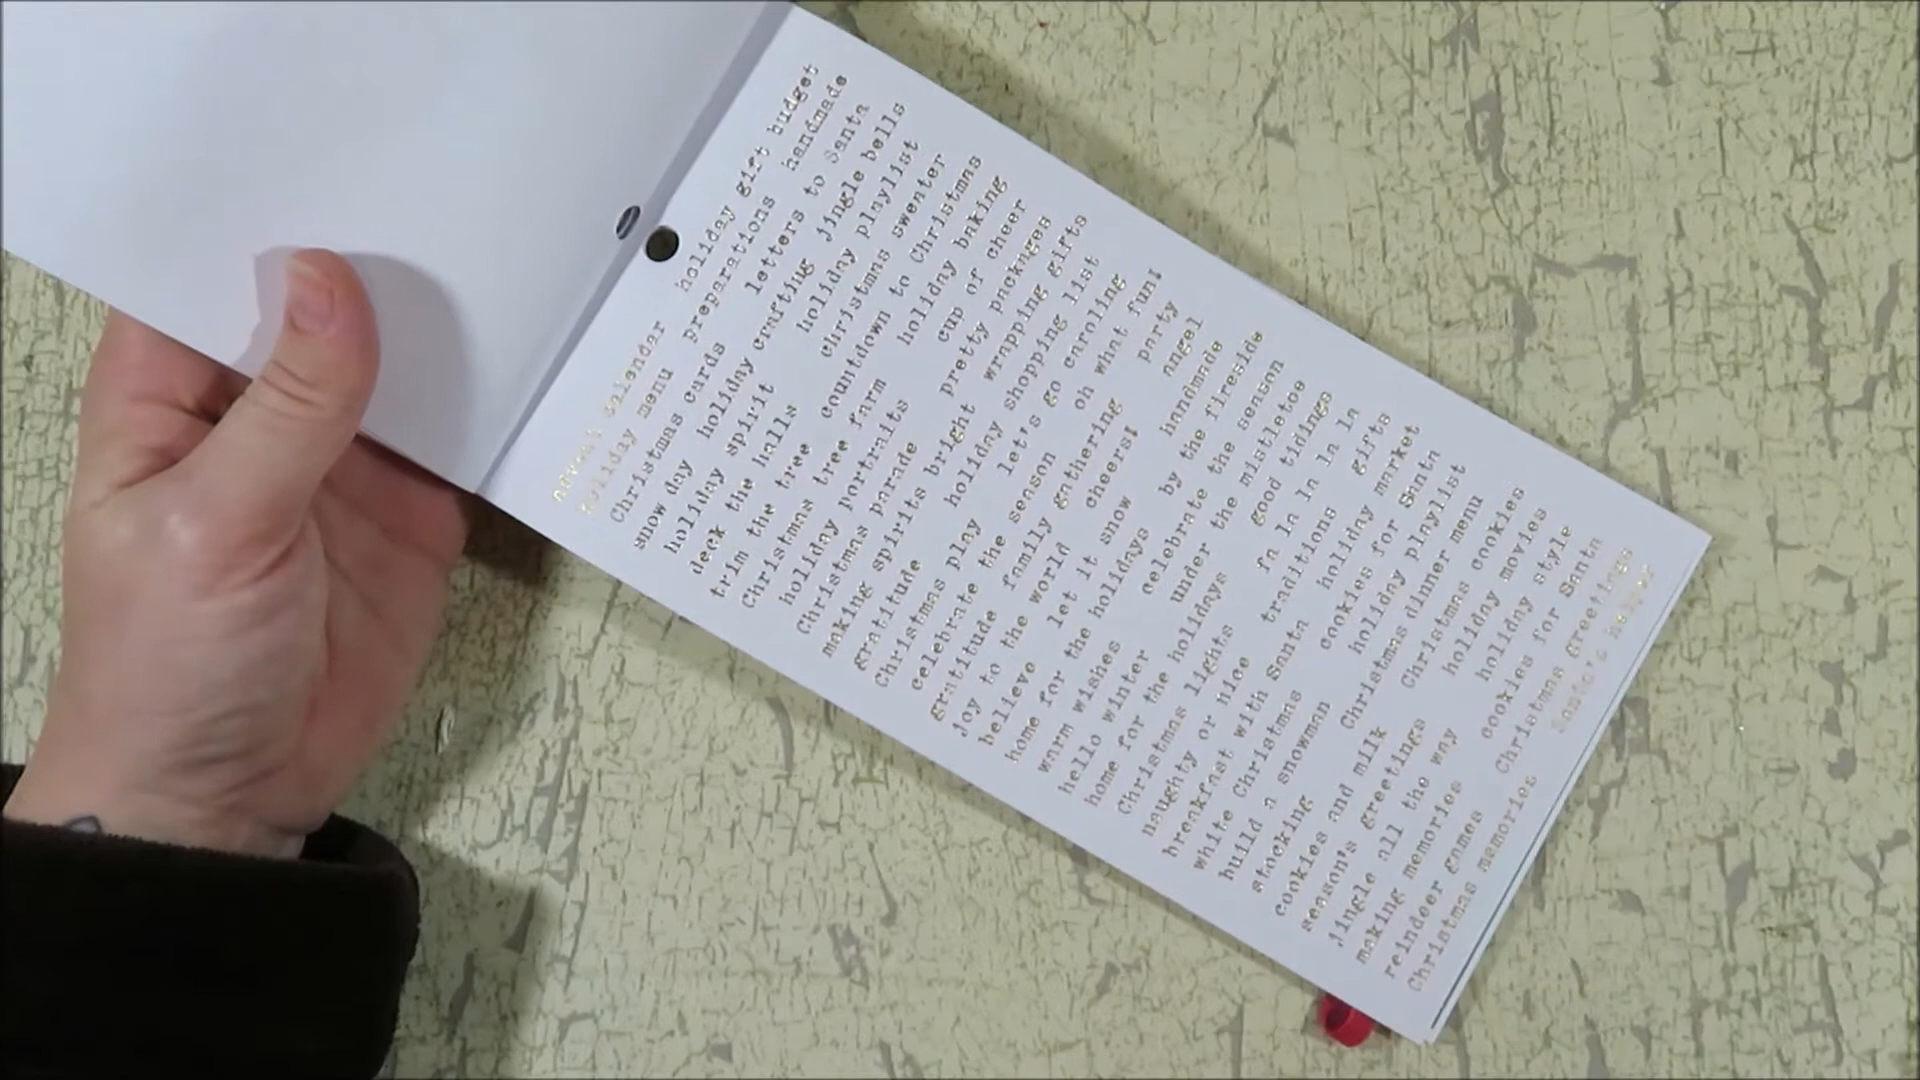 advent calendar holiday gift budget
holiday menu preparations handmade
Christmas cards letters to Santa
snow day holiday crafting jingle bells
holiday spirit holiday playlist
deck the halls christmas sweater
trim the tree countdown to Christmas
Christmas tree farm holiday baking
holiday portraits cup of cheer
Christmas parade pretty packages
making spirits bright wrapping gifts
gratitude holiday shopping list
Christmas play let's go caroling
celebrate the season oh what fun!
gratitude family gathering party
joy to the world cheers! angel
believe let it snow handmade
home for the holidays by the fireside
warm wishes celebrate the season
hello winter under the mistletoe
home for the holidays good tidings
Christmas lights fa la la la la
naughty or nice traditions gifts
breakfast with Santa holiday market
white Christmas cookies for Santa
build a snowman holiday playlist
stocking Christmas dinner menu
cookies and milk Christmas cookies
season's greetings holiday movies
jingle all the way holiday style
making memories cookies for Santa
reindeer games Christmas greetings
Christmas memories Santa's helper